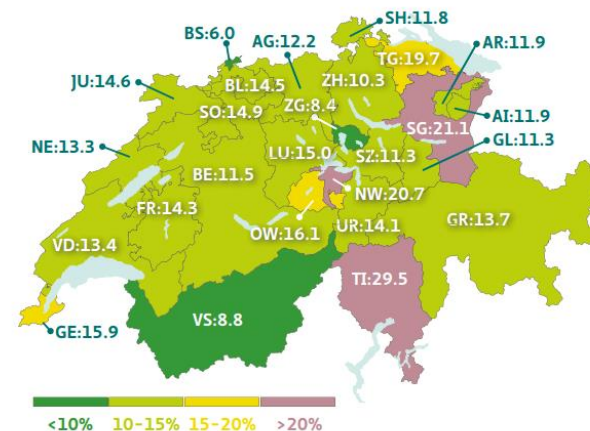 SH:11.8
BS:6.0
AG:12.2
AR:11.9
TG:19.7
JU:14.6
BL:14.5
ZH:10.3
ZG:8.4
SO:14.9
AI:11.9
SG:21.1
NE:13.3
GL:11.3
LU:15.0
SZ:11.3
BE:11.5
NW:20.7
FR:14.3
GR:13.7
OW:16.1
UR:14.1
VD:13.4
TI:29.5
VS:8.8
GE:15.9
<10% 10–15% 15–20% >20%